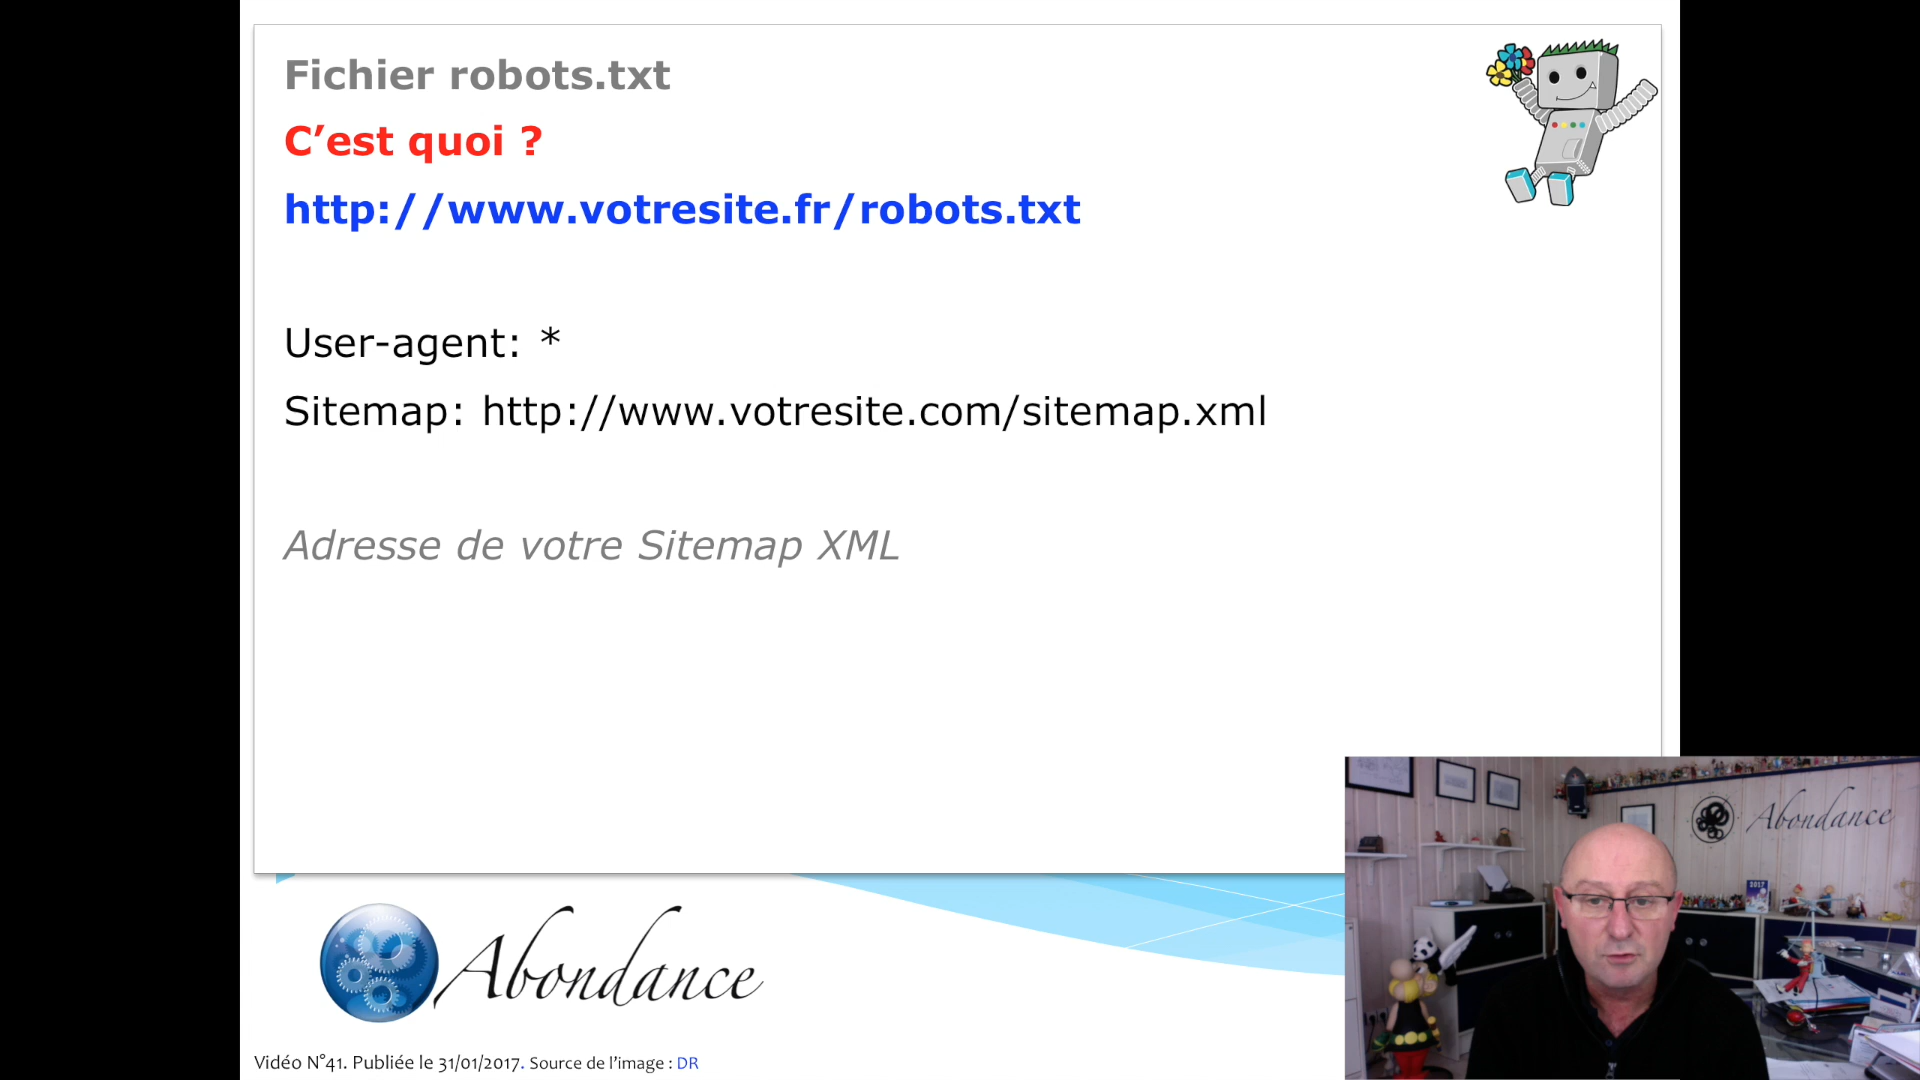 Fichier robots.txt
C’est quoi ?
http://www.votresite.fr/robots.txt
User-agent: *
Sitemap: http://www.votresite.com/sitemap.xml
Adresse de votre Sitemap XML
Abondance
2017
Abondance
Vidéo N°41. Publiée le 31/01/2017. Source de l’image : DR